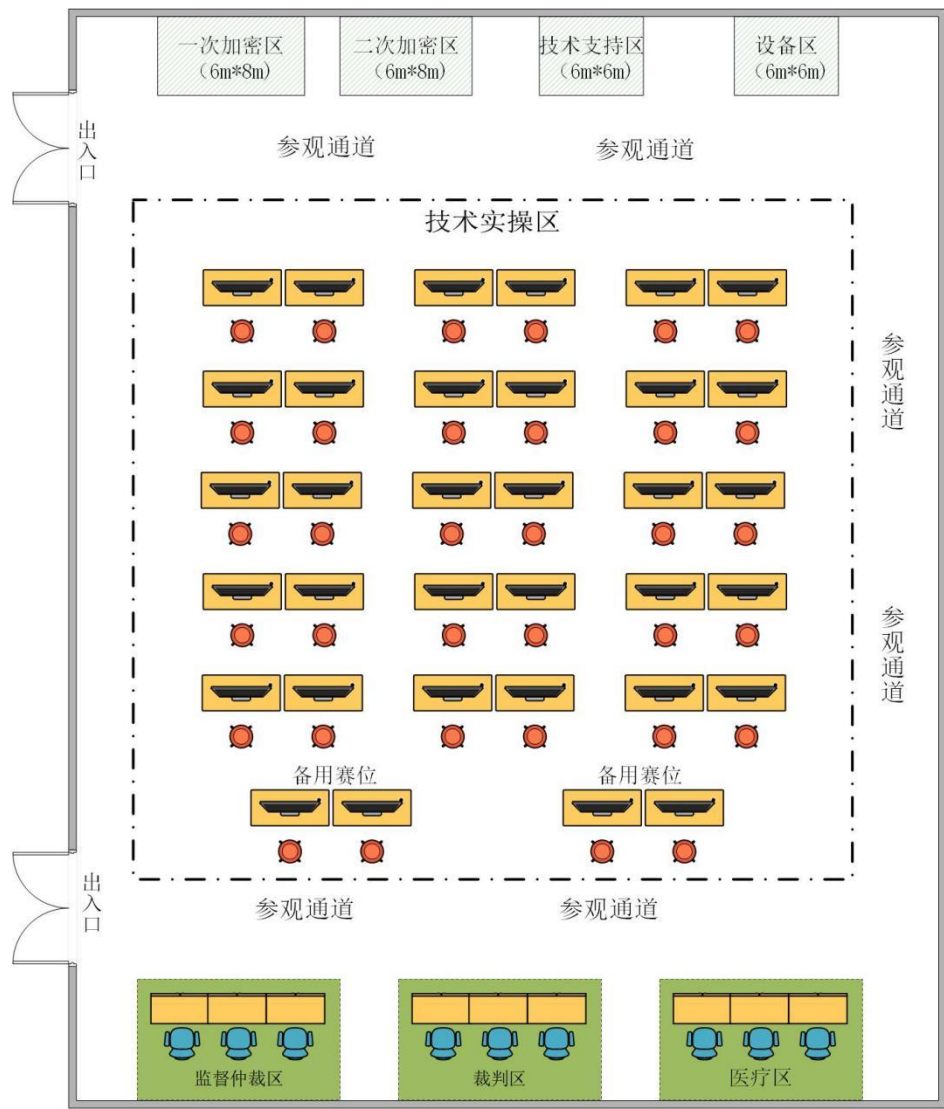 一次加密区
（6m*8m）
二次加密区
（6m*8m）
技术支持区
（6m*6m）
设备区
（6m*6m）
出入口
参观通道
参观通道
技术实操区
参观通道
参观通道
备用赛位
备用赛位
出入口
参观通道
参观通道
监督仲裁区
裁判区
医疗区